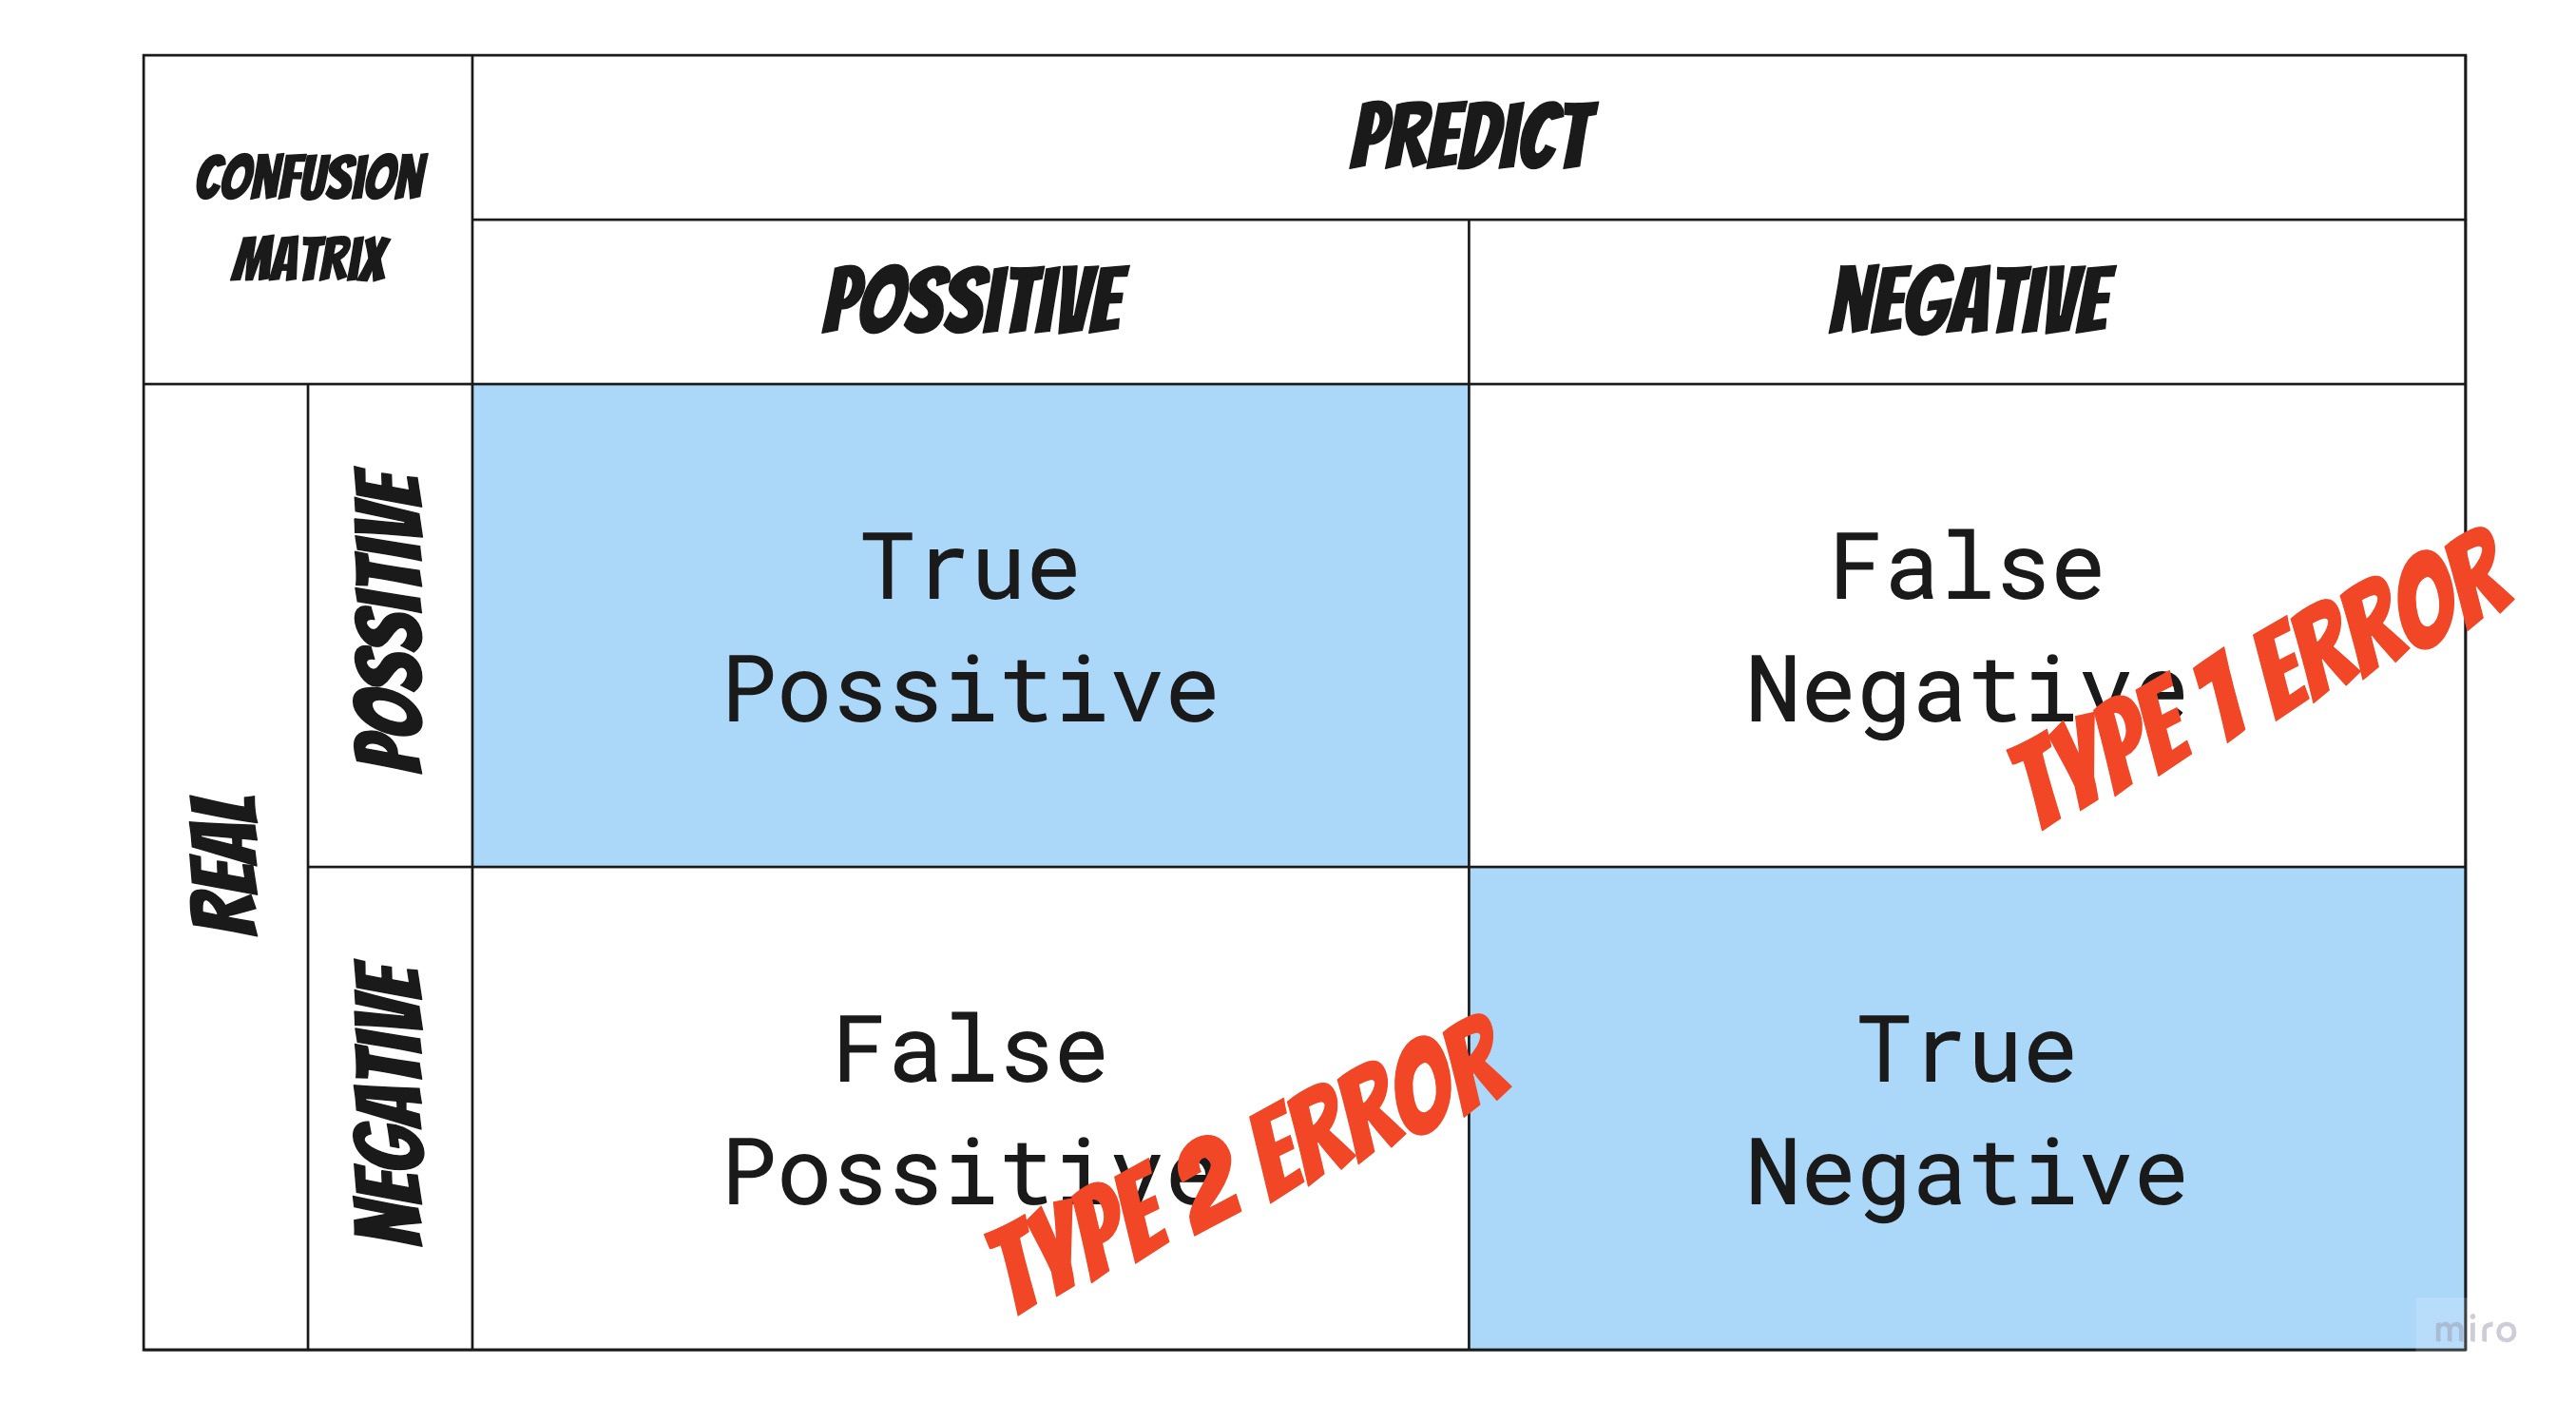 CONFUSION
MATRIX
PREDICT
POSSITIVE
NEGATIVE
REAL
POSSITIVE
True
Possitive
False
Negative
TYPE 1 ERROR
NEGATIVE
False
Possitive
TYPE 2 ERROR
True
Negative
miro